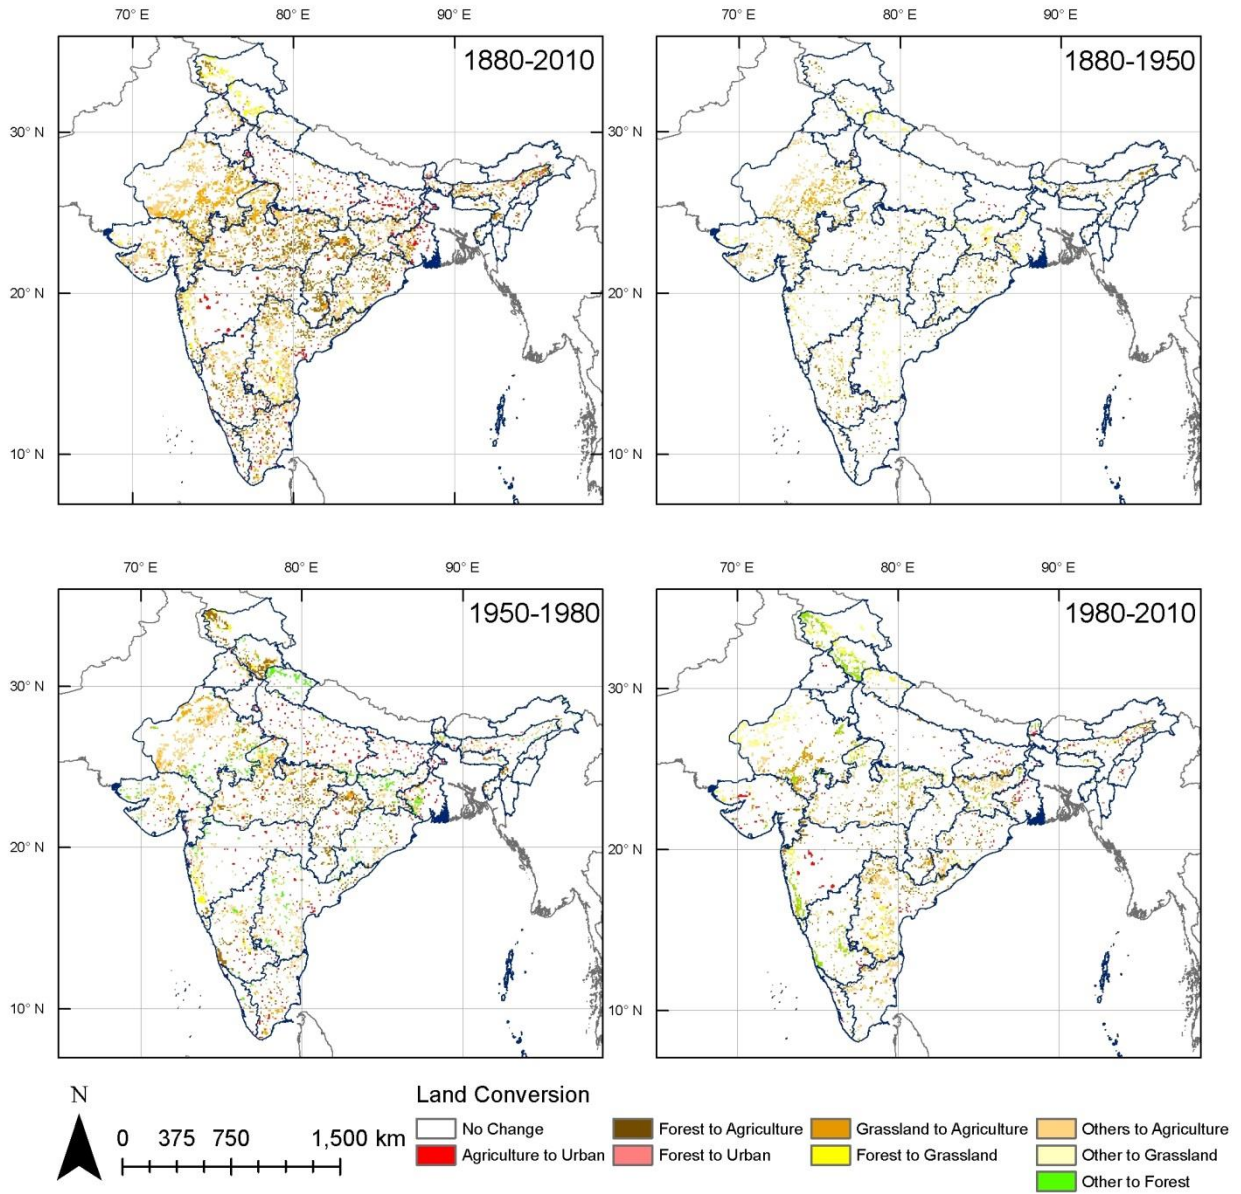 70° E 80° E 90° E 70° E 80° E 90° E
1880-2010 1880-1950
30° N 30° N
20° N 20° N
10° N 10° N
70° E 80° E 90° E 70° E 80° E 90° E
1950-1980 1980-2010
30° N 30° N
20° N 20° N
10° N 10° N
N
0 375 750 1,500 km
Land Conversion
No Change Forest to Agriculture Grassland to Agriculture Others to Agriculture
Agriculture to Urban Forest to Urban Forest to Grassland Other to Grassland
Other to Forest